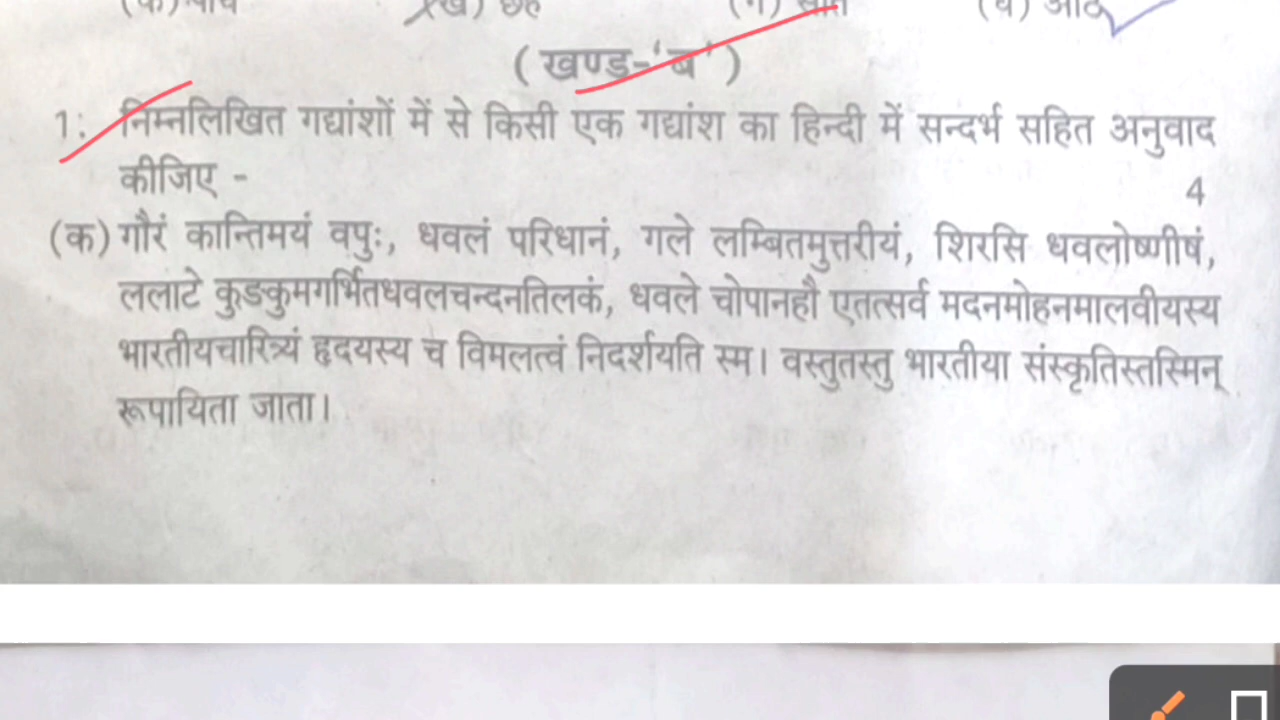 ( खण्ड-'ब' )
1: निम्नलिखित गद्यांशों में से किसी एक गद्यांश का हिन्दी में सन्दर्भ सहित अनुवाद
कीजिए - 4
(क) गौरं कान्तिमयं वपुः, धवलं परिधानं, गले लम्बितमुत्तरीयं, शिरसि धवलोष्णीषं,
ललाटे कुङकुमगर्भितधवलचन्दनतिलकं, धवले चोपानहौ एतत्सर्व मदनमोहनमालवीयस्य
भारतीयचारित्र्यं हृदयस्य च विमलत्वं निदर्शयति स्म। वस्तुतस्तु भारतीया संस्कृतिस्तस्मिन्
रूपायिता जाता।